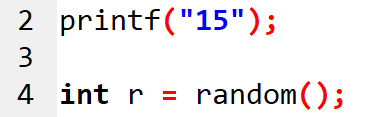 2 printf("15");
3
4 int r = random();